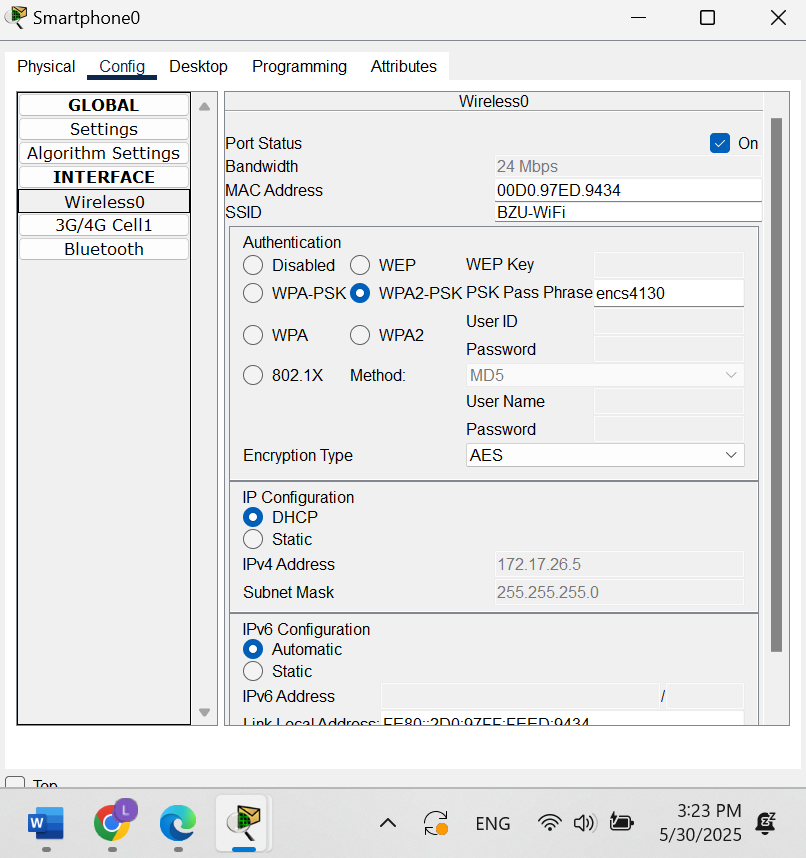 Smartphone0
Physical Config Desktop Programming Attributes
GLOBAL
Settings
Algorithm Settings
INTERFACE
Wireless0
3G/4G Cell1
Bluetooth
Wireless0
Port Status On
Bandwidth 24 Mbps
MAC Address 00D0.97ED.9434
SSID BZU-WiFi
Authentication
Disabled WEP WEP Key
WPA-PSK WPA2-PSK PSK Pass Phrase encs4130
User ID
WPA WPA2
Password
802.1X Method: MD5
User Name
Password
Encryption Type AES
IP Configuration
DHCP
Static
IPv4 Address 172.17.26.5
Subnet Mask 255.255.255.0
IPv6 Configuration
Automatic
Static
IPv6 Address /
Link Local Address: FE80::2D0:97FF:FEED:9434
Top
W L ENG 3:23 PM
5/30/2025